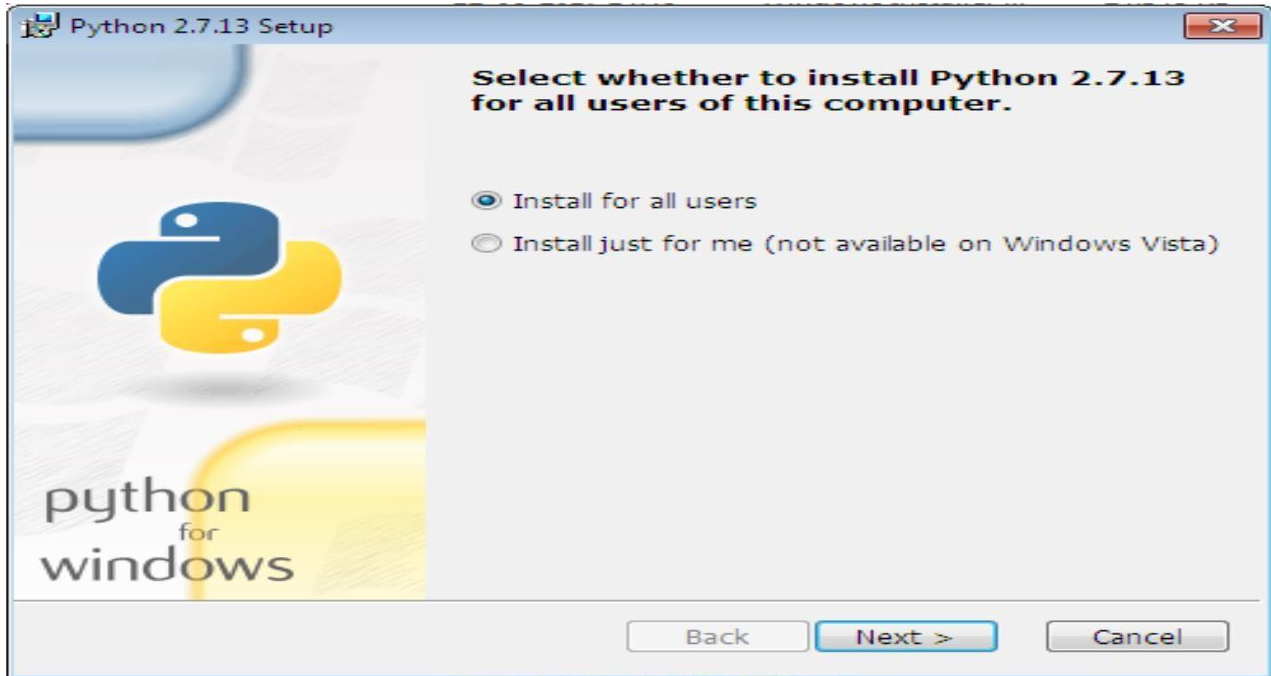 Python 2.7.13 Setup
Select whether to install Python 2.7.13
for all users of this computer.
Install for all users
Install just for me (not available on Windows Vista)
python
for
windows
Back
Next >
Cancel